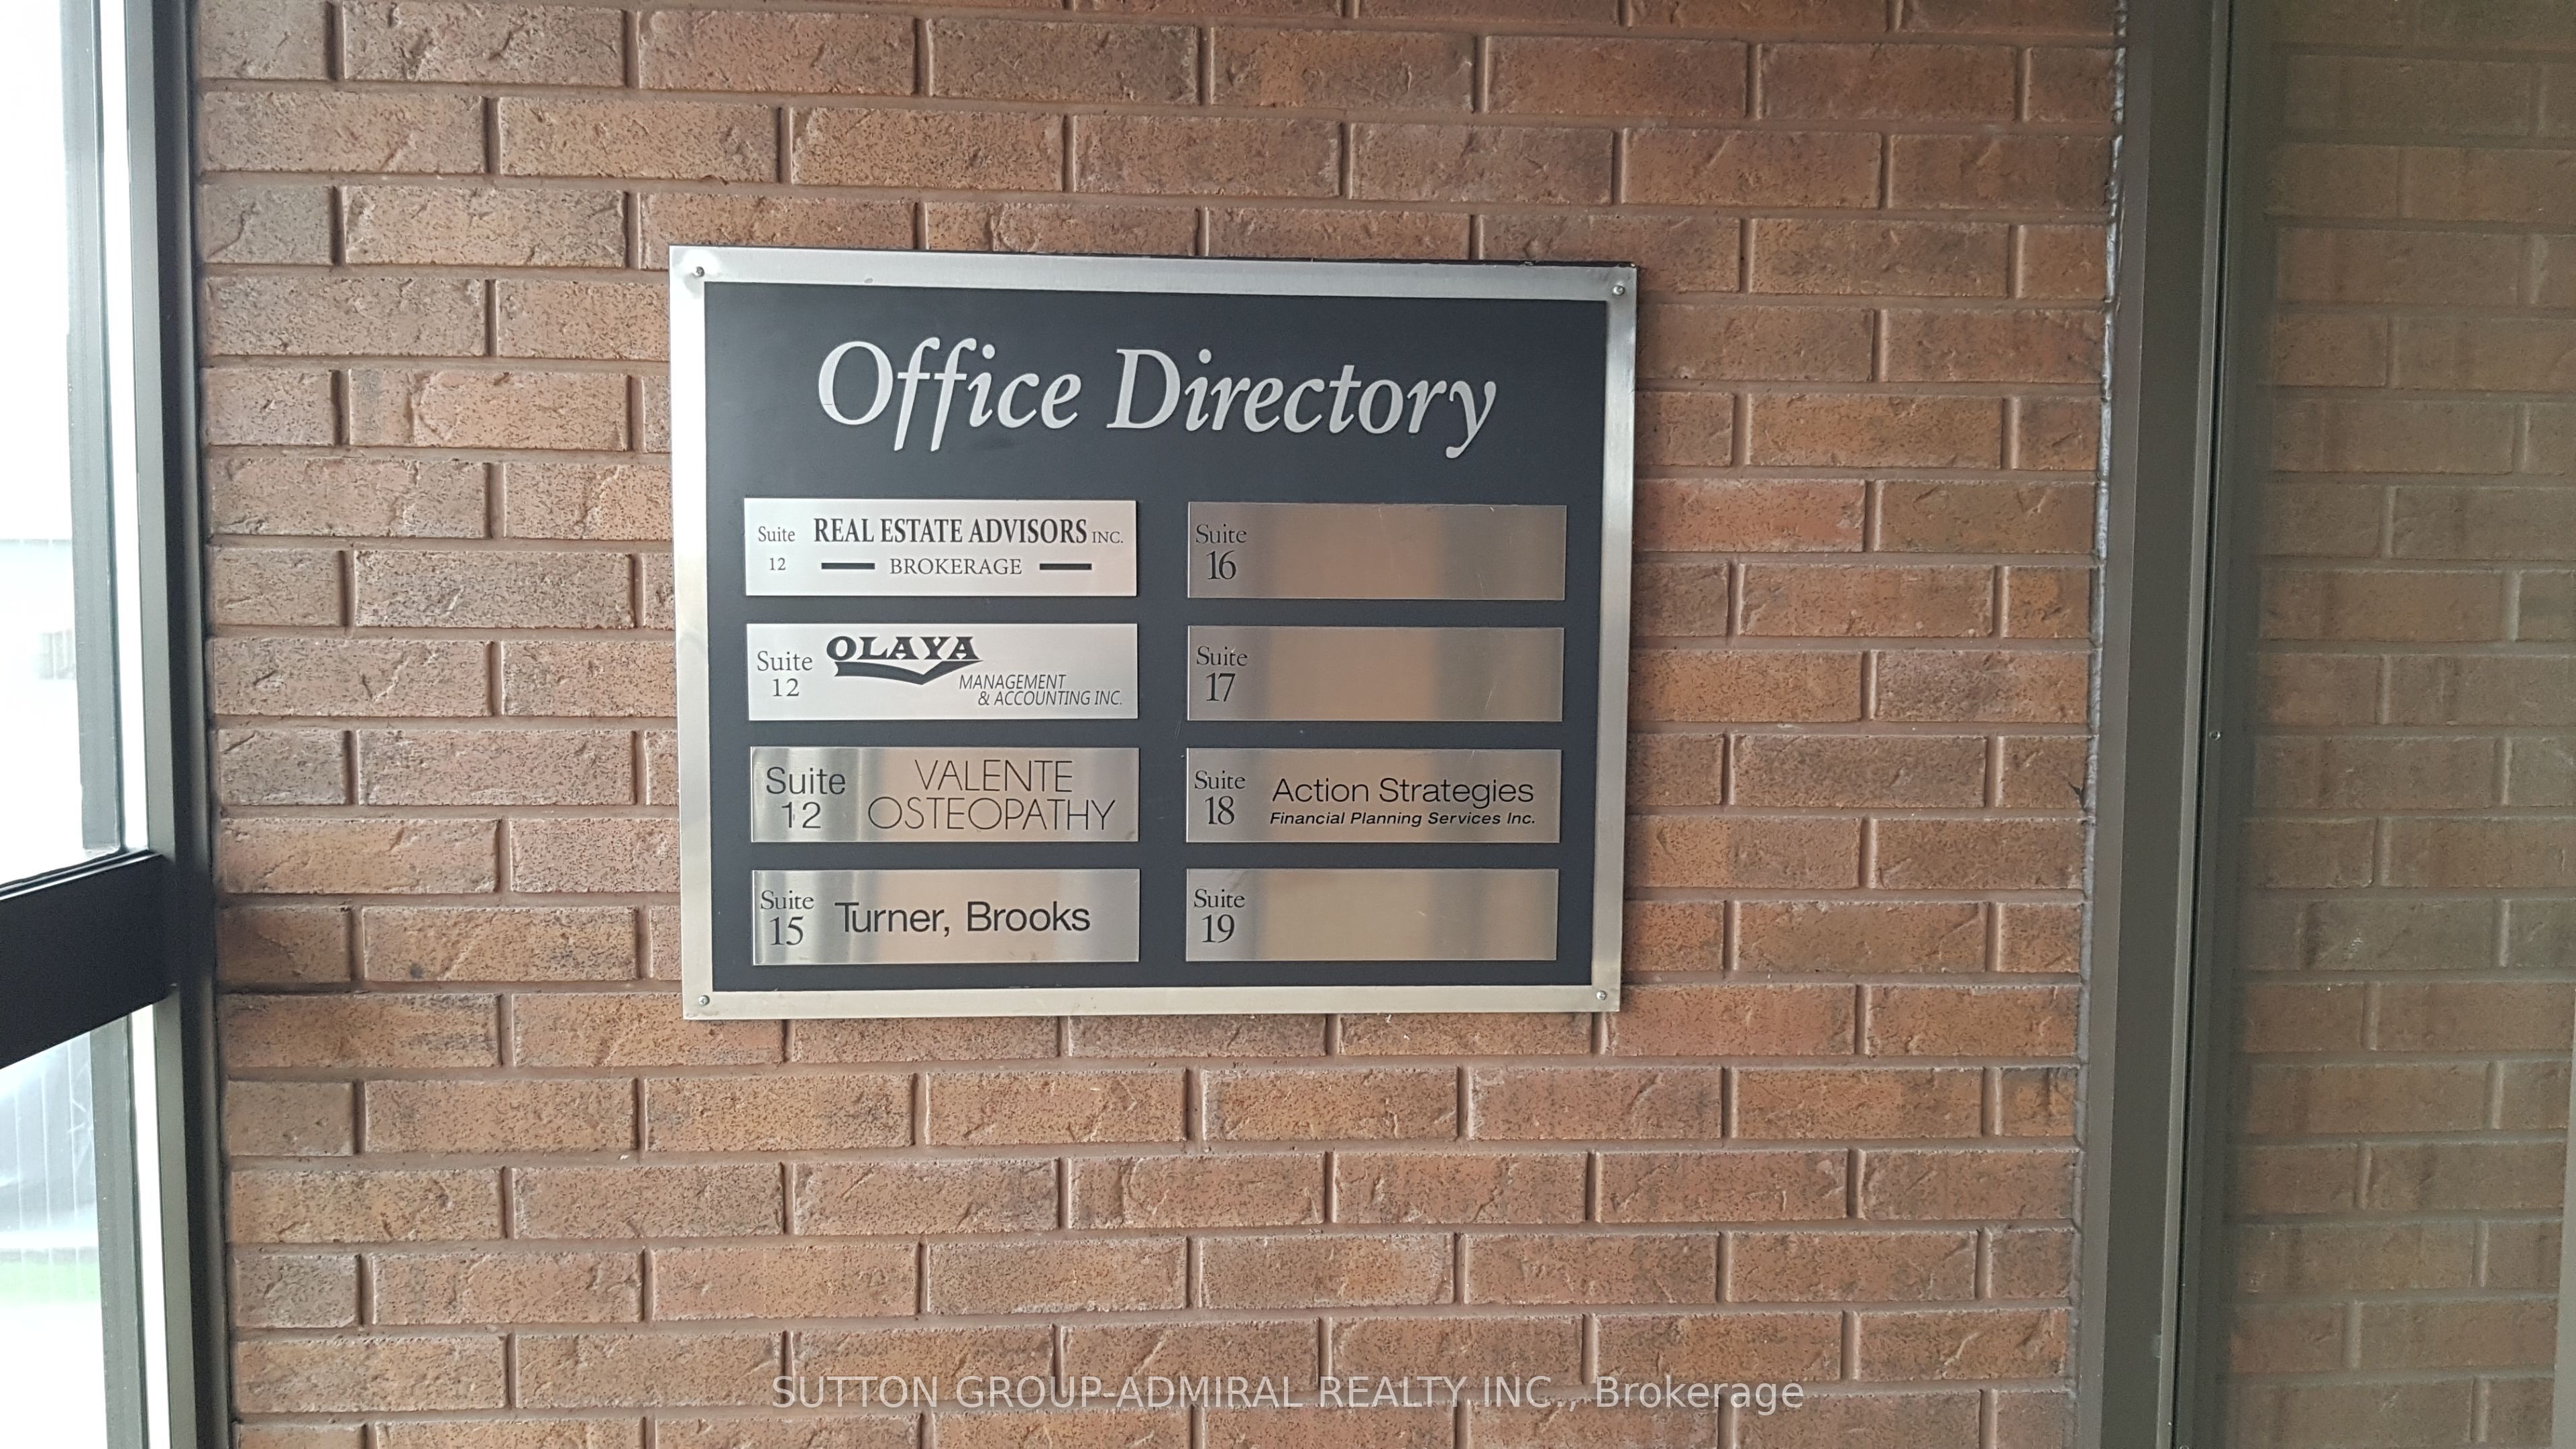 Office Directory
Suite 12 REAL ESTATE ADVISORS INC.
BROKERAGE
Suite 12 OLAYA
MANAGEMENT
& ACCOUNTING INC.
Suite 12 VALENTE
OSTEOPATHY
Suite 15 Turner, Brooks
Suite 16
Suite 17
Suite 18 Action Strategies
Financial Planning Services Inc.
Suite 19
SUTTON GROUP-ADMIRAL REALTY INC., Brokerage